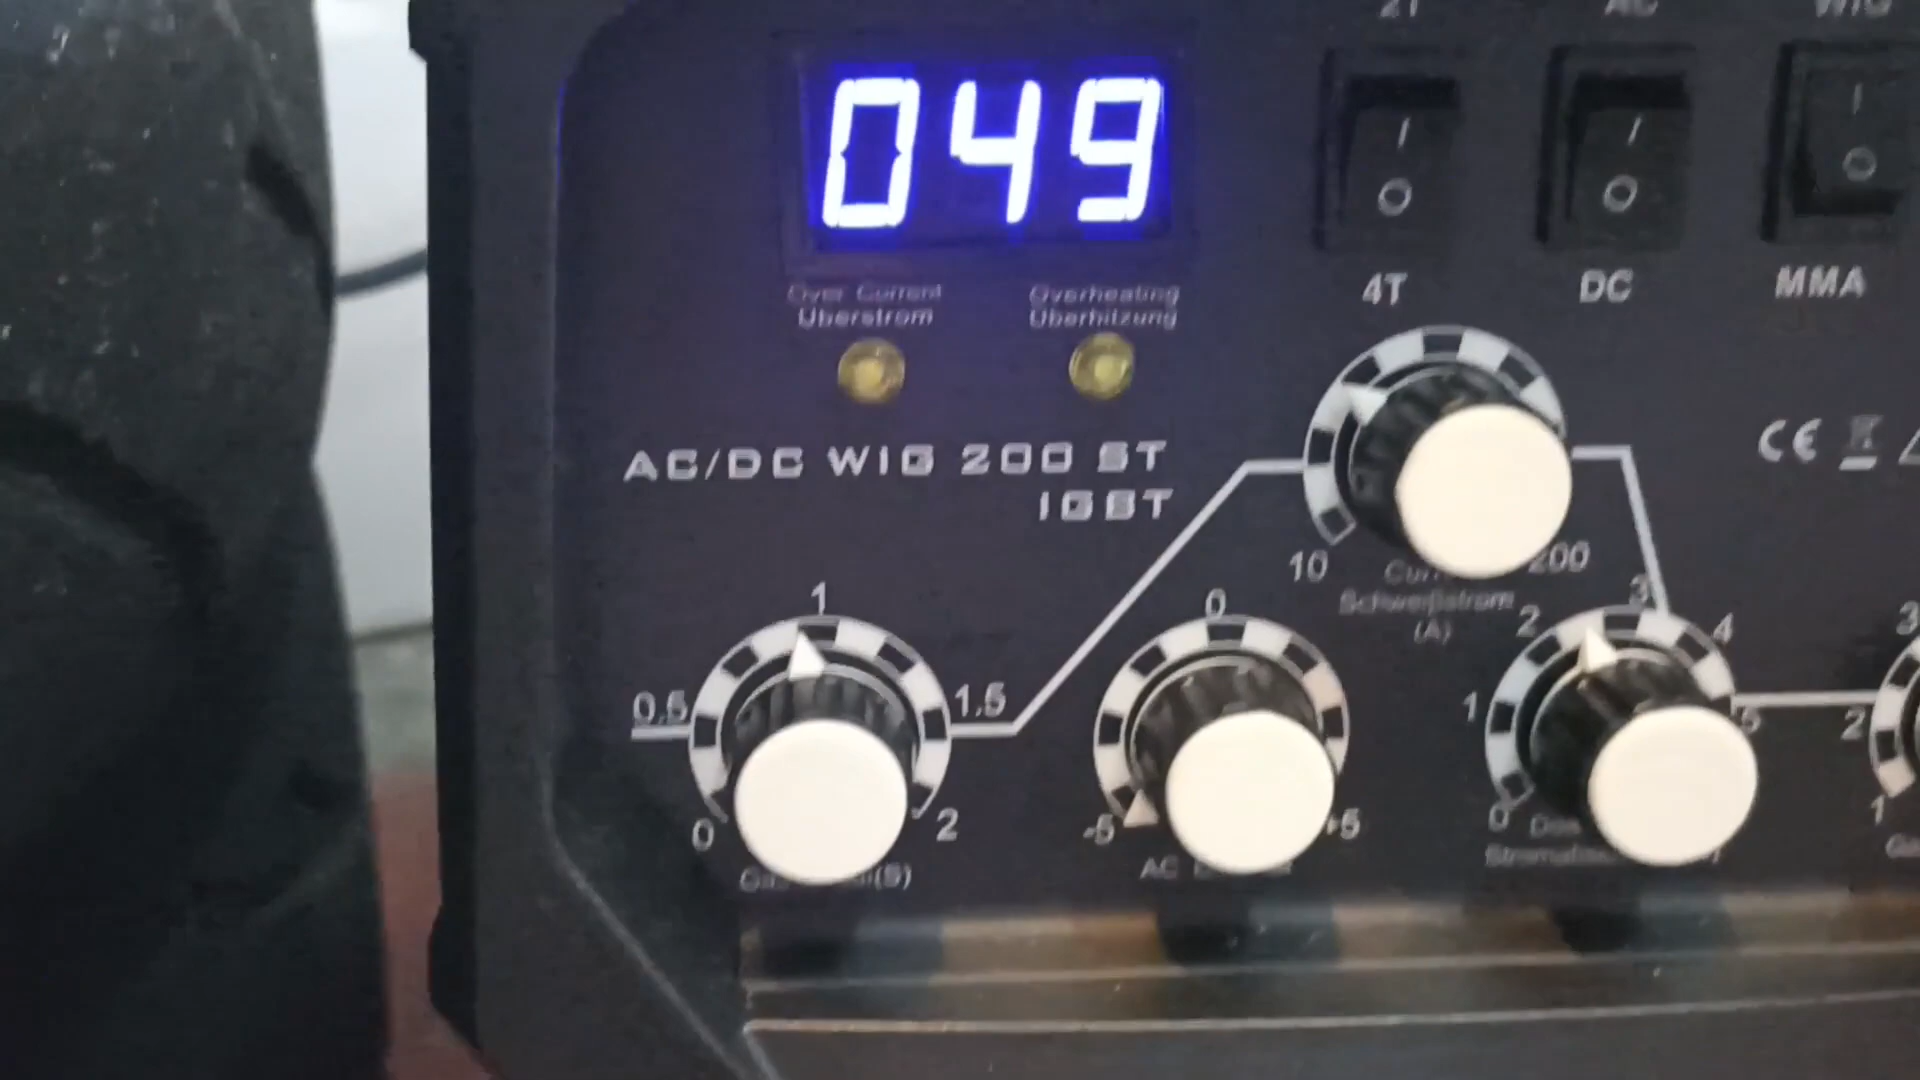 2T AC WIG
049
I I I
O O O
4T DC MMA
Over Current Overheating
Überstrom Überhitzung
AC/DC WIG 200 ST
IGBT
CE
10 200
Schweißstrom
(A)
0 0.5 1 1.5 2
-5 0 +5
0 1 2 3 4 5
1 2 3
AC